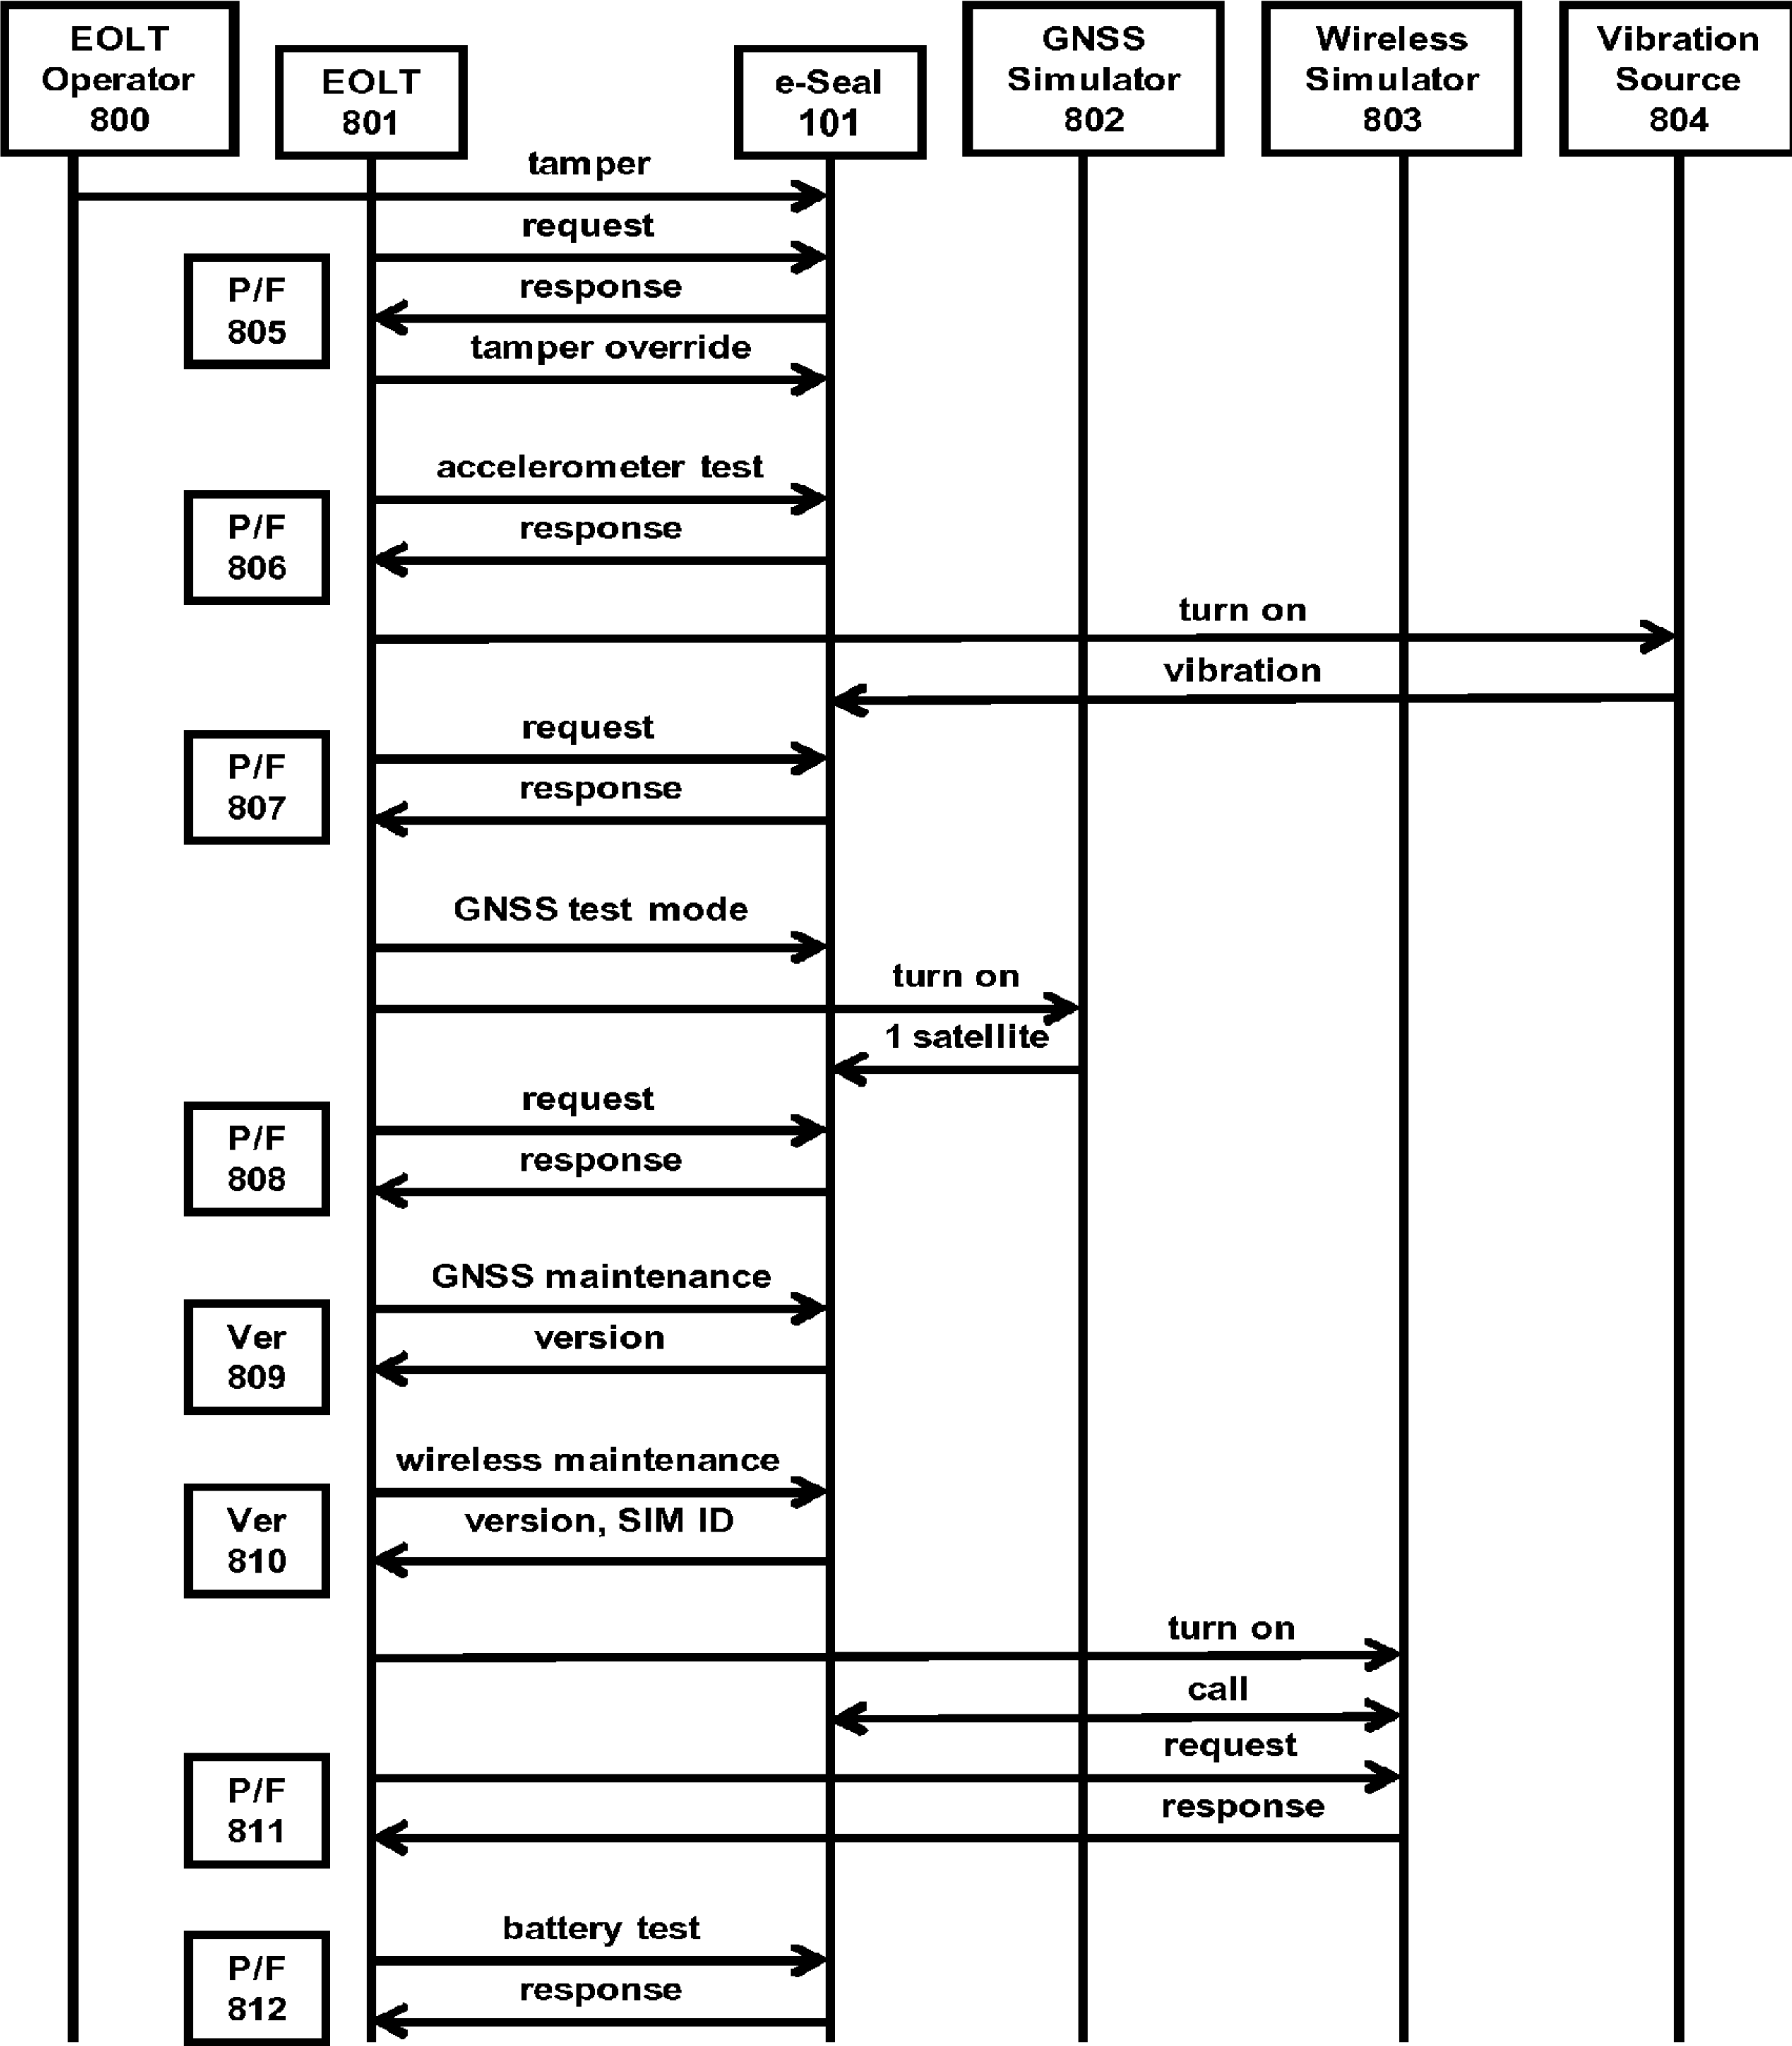 EOLT
Operator
800
EOLT
801
e-Seal
101
GNSS
Simulator
802
Wireless
Simulator
803
Vibration
Source
804
tamper
request
response
P/F
805
tamper override
accelerometer test
response
P/F
806
turn on
vibration
request
response
P/F
807
GNSS test mode
turn on
1 satellite
request
response
P/F
808
GNSS maintenance
version
Ver
809
wireless maintenance
version, SIM ID
Ver
810
turn on
call
request
response
P/F
811
battery test
response
P/F
812